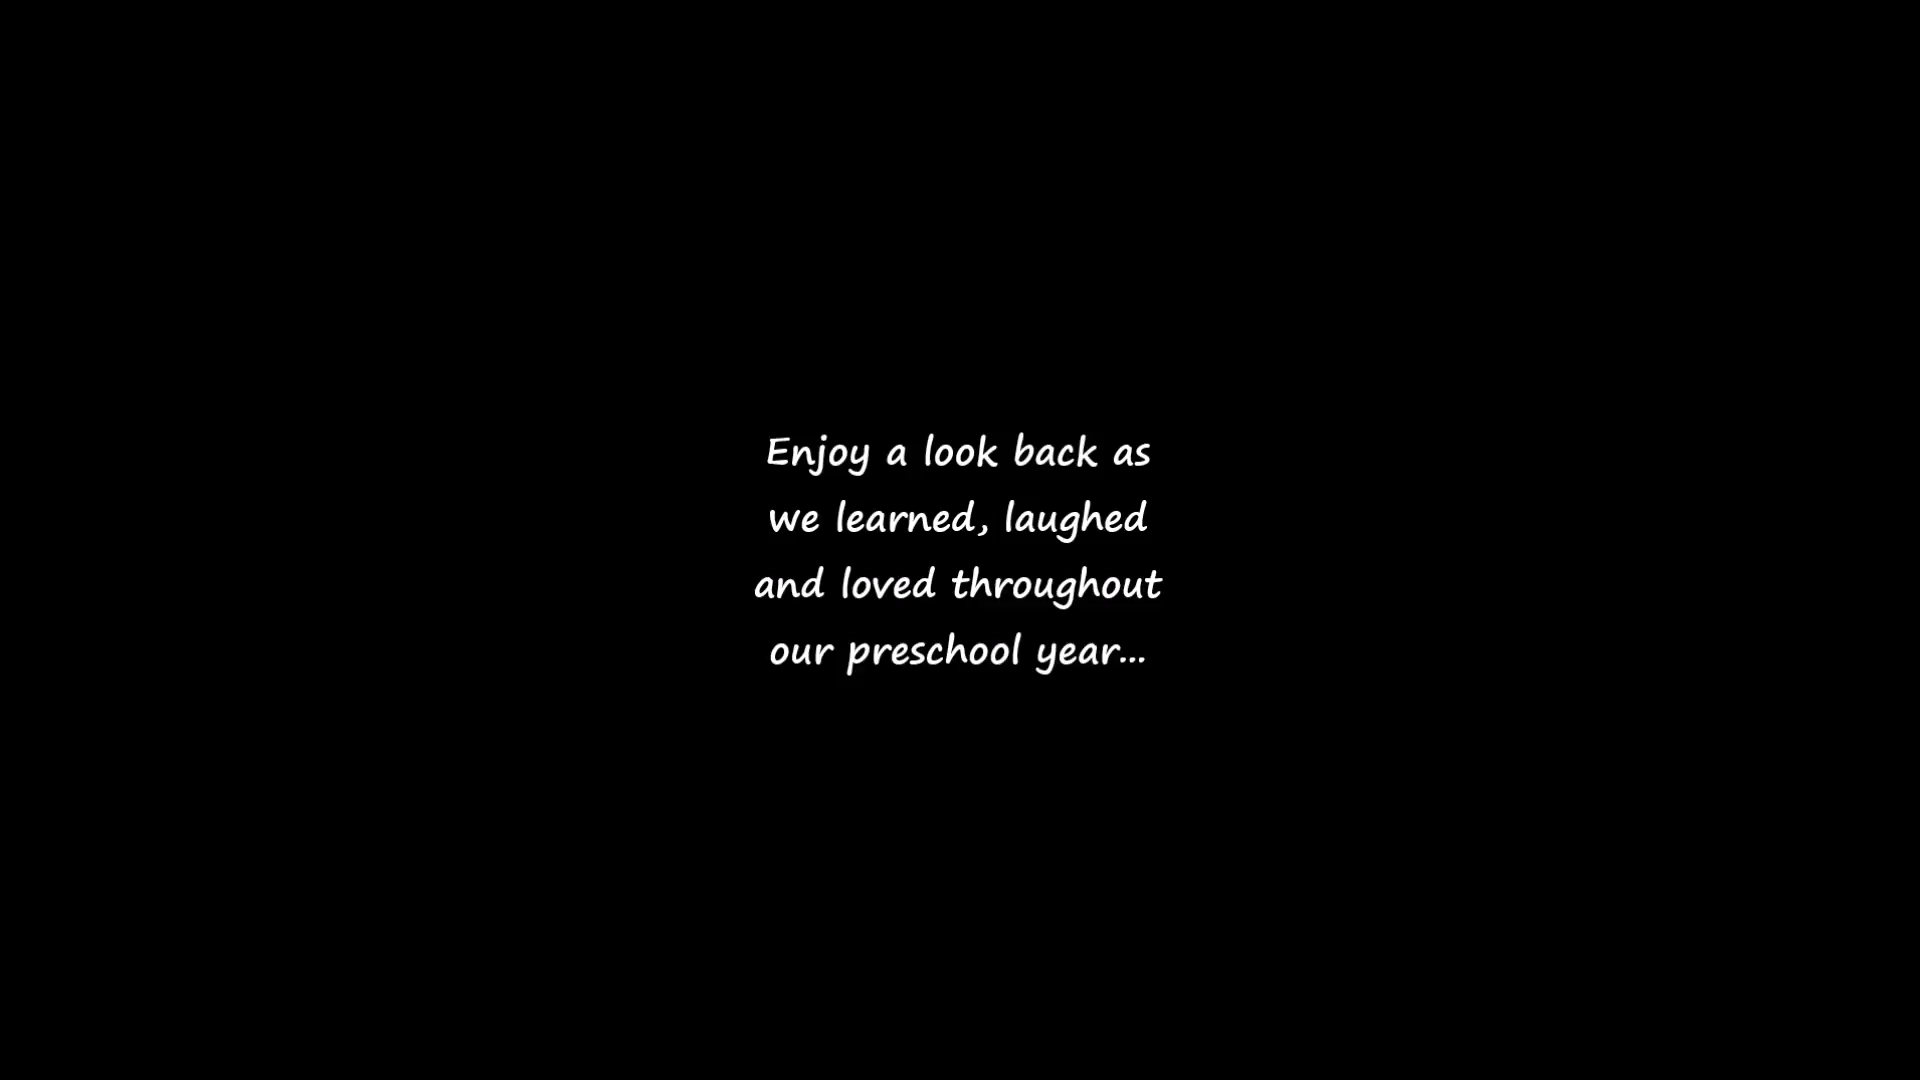 Enjoy a look back as
we learned, laughed
and loved throughout
our preschool year...